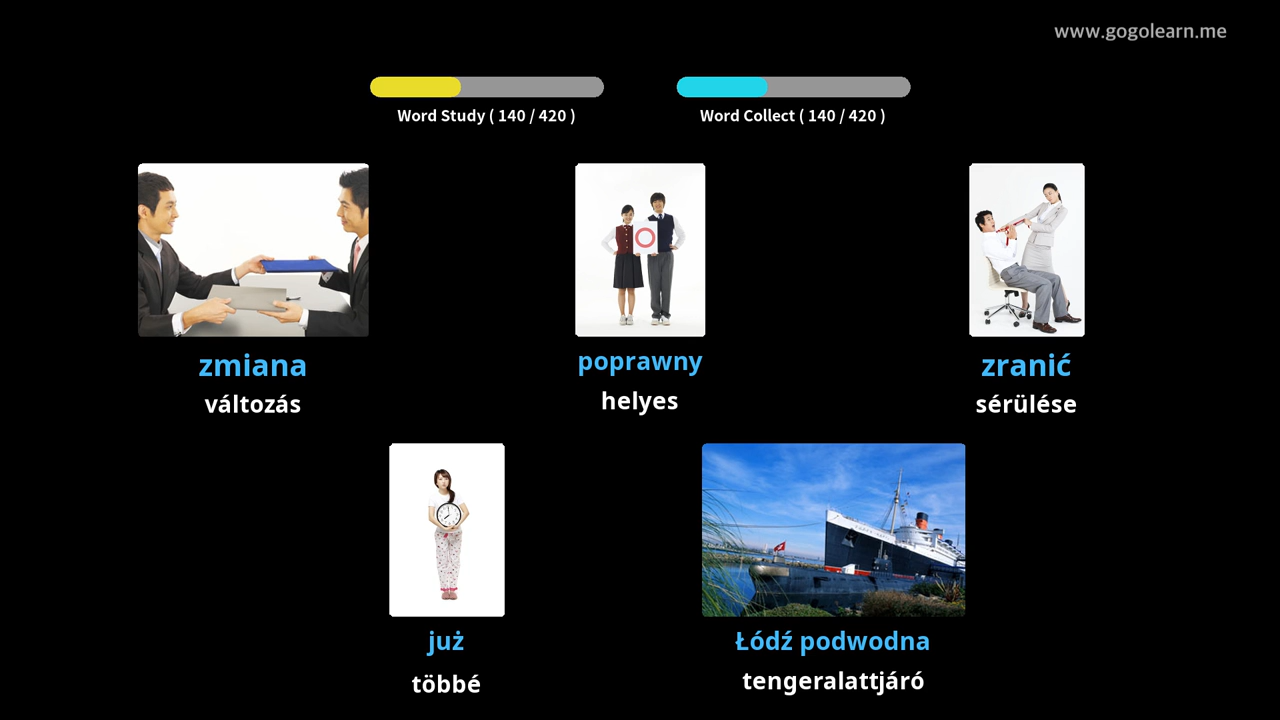 www.gogolearn.me
Word Study ( 140 / 420 )
Word Collect ( 140 / 420 )
zmiana
változás
poprawny
helyes
zranić
sérülése
już
többé
Łódź podwodna
tengeralattjáró